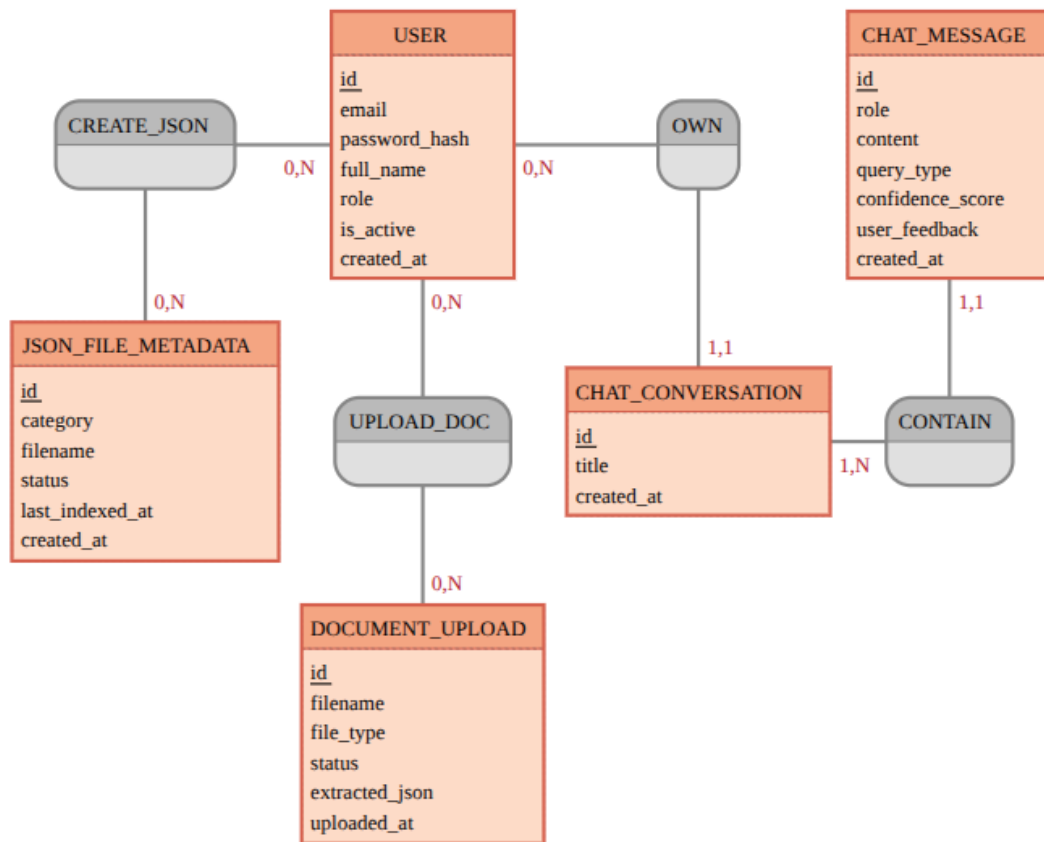 USER
id
email
password_hash
full_name
role
is_active
created_at
CHAT_MESSAGE
id
role
content
query_type
confidence_score
user_feedback
created_at
CREATE_JSON
OWN
0,N
0,N
0,N
0,N
1,1
1,1
JSON_FILE_METADATA
id
category
filename
status
last_indexed_at
created_at
UPLOAD_DOC
CHAT_CONVERSATION
id
title
created_at
CONTAIN
1,N
0,N
DOCUMENT_UPLOAD
id
filename
file_type
status
extracted_json
uploaded_at